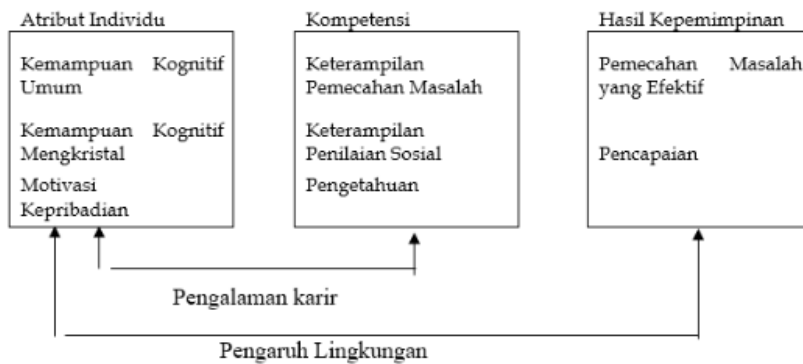 Atribut Individu
Kemampuan Kognitif
Umum
Kemampuan Kognitif
Mengkristal
Motivasi
Kepribadian
Kompetensi
Keterampilan
Pemecahan Masalah
Keterampilan
Penilaian Sosial
Pengetahuan
Hasil Kepemimpinan
Pemecahan Masalah
yang Efektif
Pencapaian
Pengalaman karir
Pengaruh Lingkungan